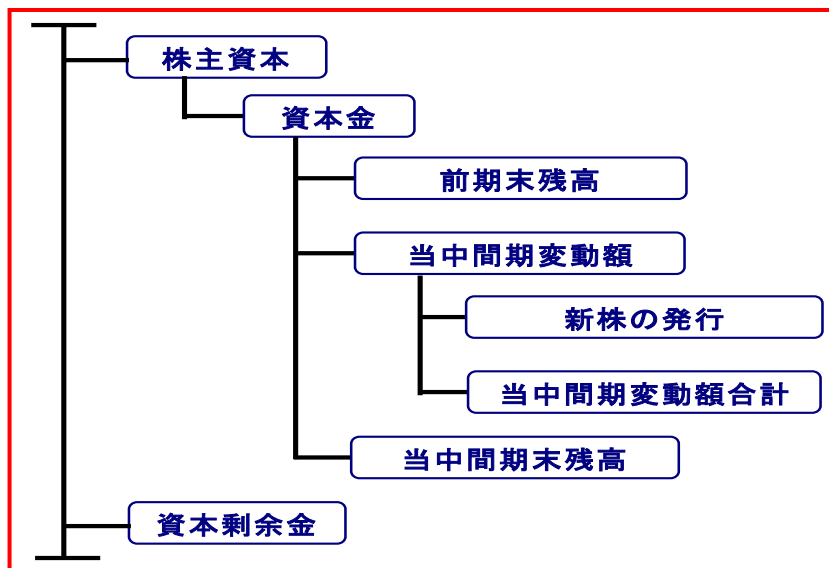 株主資本
資本金
前期末残高
当中間期変動額
新株の発行
当中間期変動額合計
当中間期末残高
資本剰余金